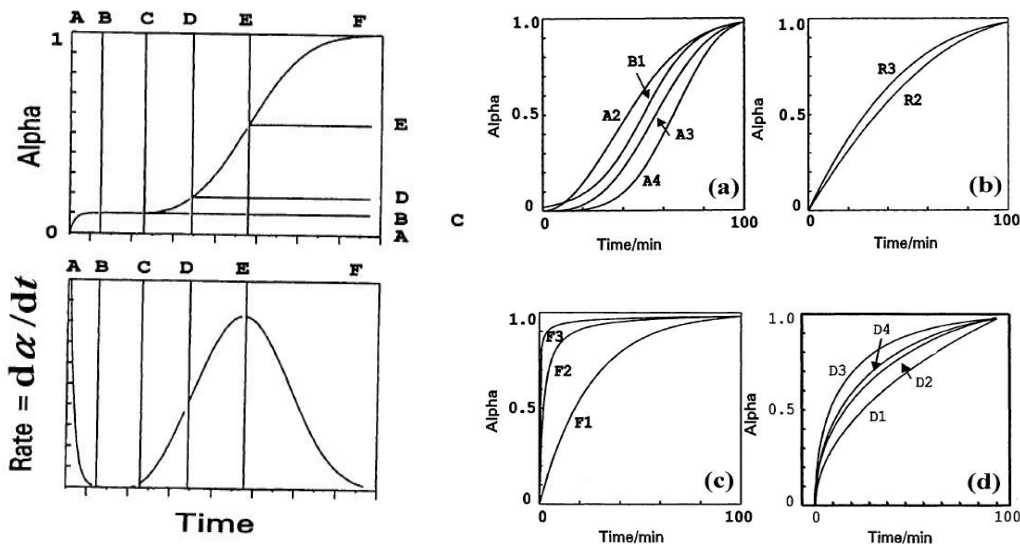 A B C D E F
1
Alpha
0
E
D
B
A
C
A B C D E F
Rate = dα/dt
Time
1.0
0.5
0
Alpha
A2
B1
A3
A4
(a)
0
100
Time/min
1.0
0.5
0
R3
R2
(b)
0
100
Time/min
1.0
0.5
0
Alpha
F3
F2
F1
(c)
0
100
Time/min
1.0
0.5
0
Alpha
D3
D4
D2
D1
(d)
0
100
Time/min